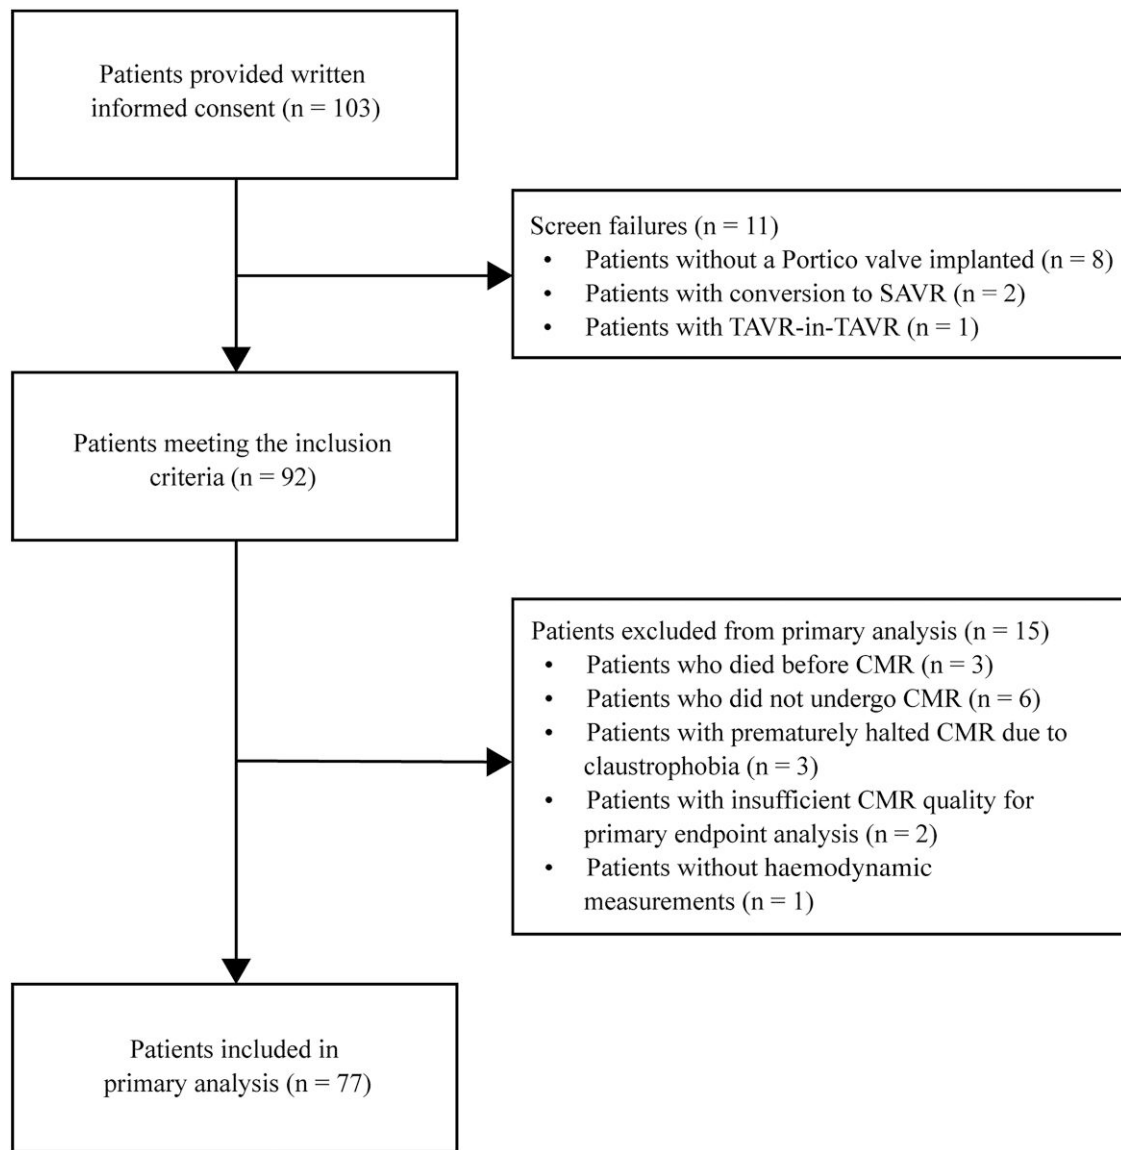 Patients provided written
informed consent (n = 103)
Screen failures (n = 11)
• Patients without a Portico valve implanted (n = 8)
• Patients with conversion to SAVR (n = 2)
• Patients with TAVR-in-TAVR (n = 1)
Patients meeting the inclusion
criteria (n = 92)
Patients excluded from primary analysis (n = 15)
• Patients who died before CMR (n = 3)
• Patients who did not undergo CMR (n = 6)
• Patients with prematurely halted CMR due to
claustrophobia (n = 3)
• Patients with insufficient CMR quality for
primary endpoint analysis (n = 2)
• Patients without haemodynamic
measurements (n = 1)
Patients included in
primary analysis (n = 77)